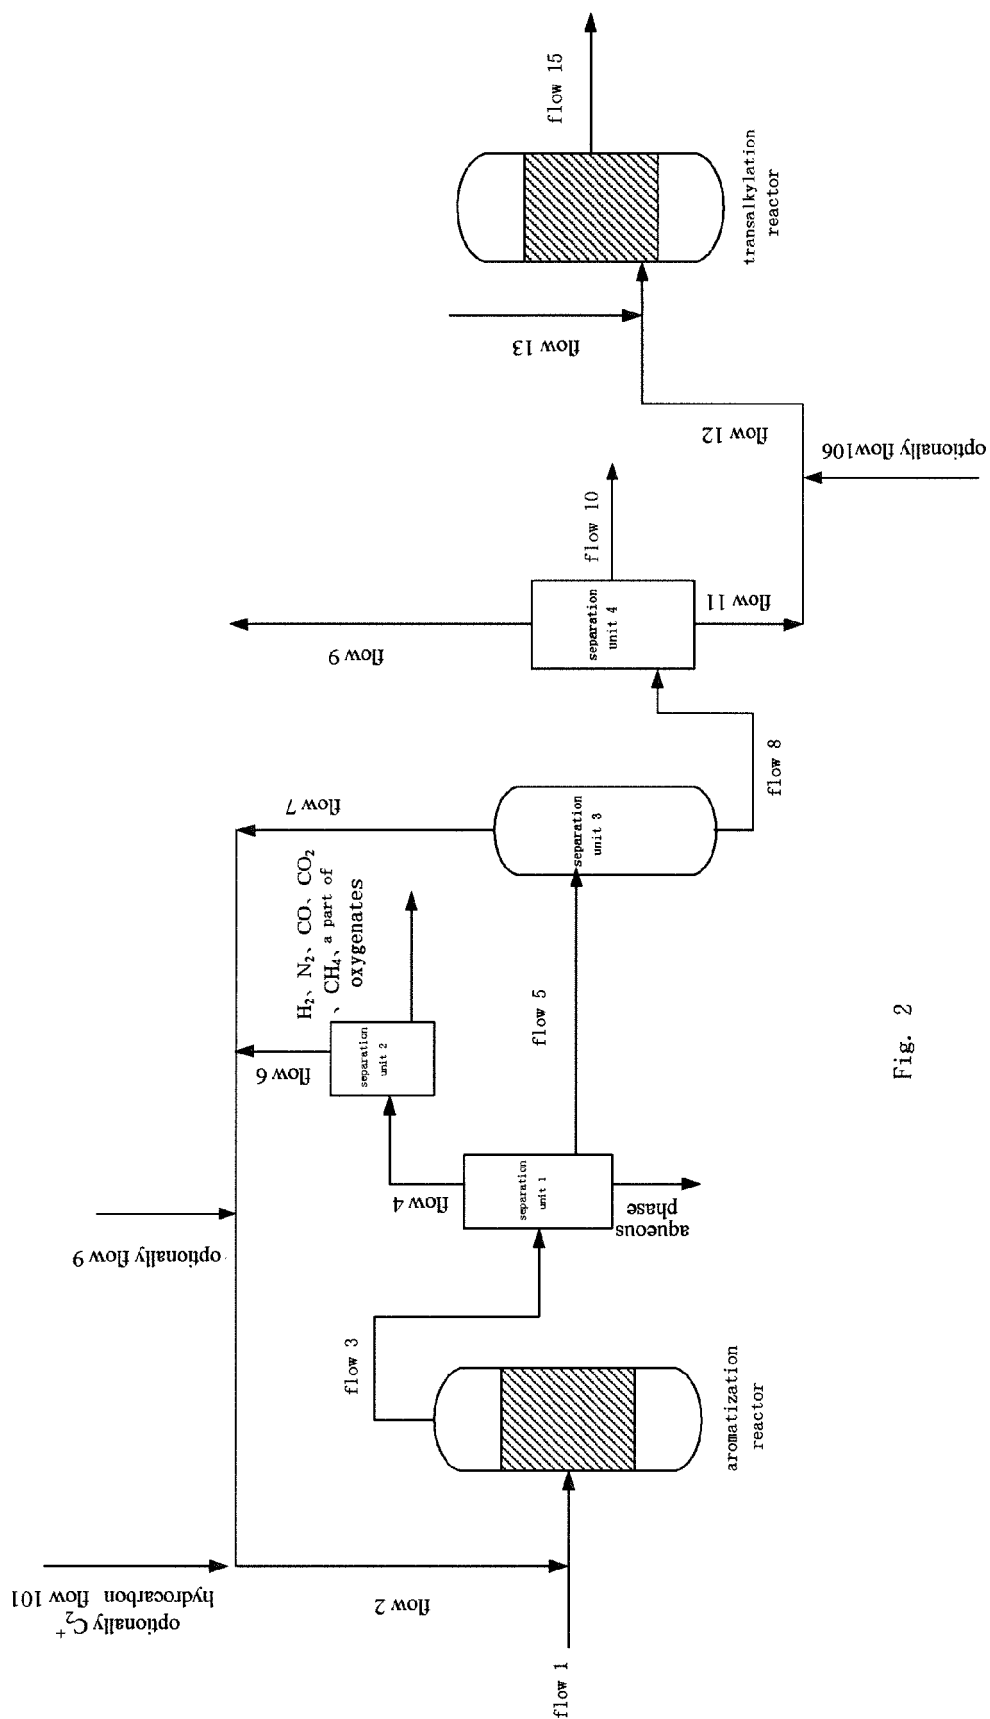 optionally C₂⁺
hydrocarbon flow 101
optionally flow 9
flow 2
flow 1
flow 3
aromatization
reactor
flow 4
separation
unit 1
aqueous
phase
flow 6
separation
unit 2
H₂、N₂、CO、CO₂
、CH₄、a part of
oxygenates
flow 5
flow 7
separation
unit 3
flow 8
flow 9
separation
unit 4
flow 10
flow 11
optionally flow106
flow 12
flow 13
transalkylation
reactor
flow 15
Fig. 2